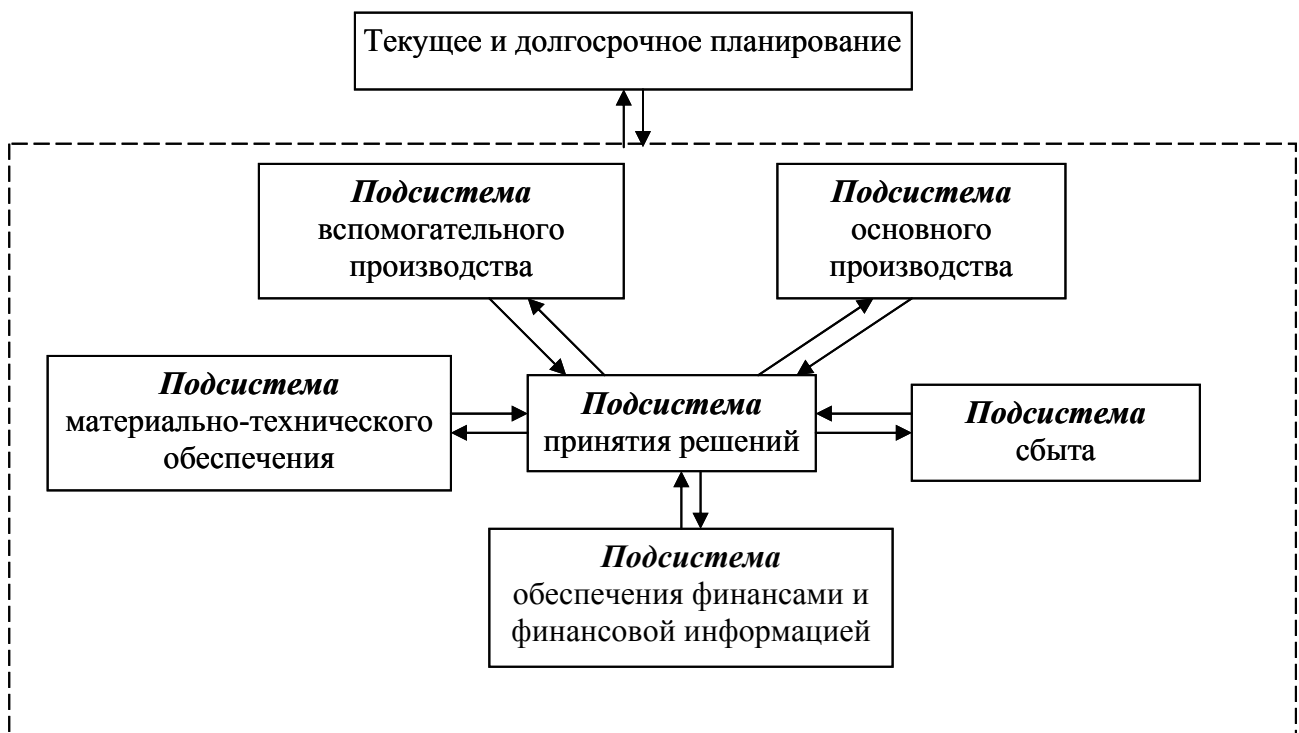 Текущее и долгосрочное планирование
Подсистема
вспомогательного
производства
Подсистема
основного
производства
Подсистема
материально-технического
обеспечения
Подсистема
принятия решений
Подсистема
сбыта
Подсистема
обеспечения финансами и
финансовой информацией